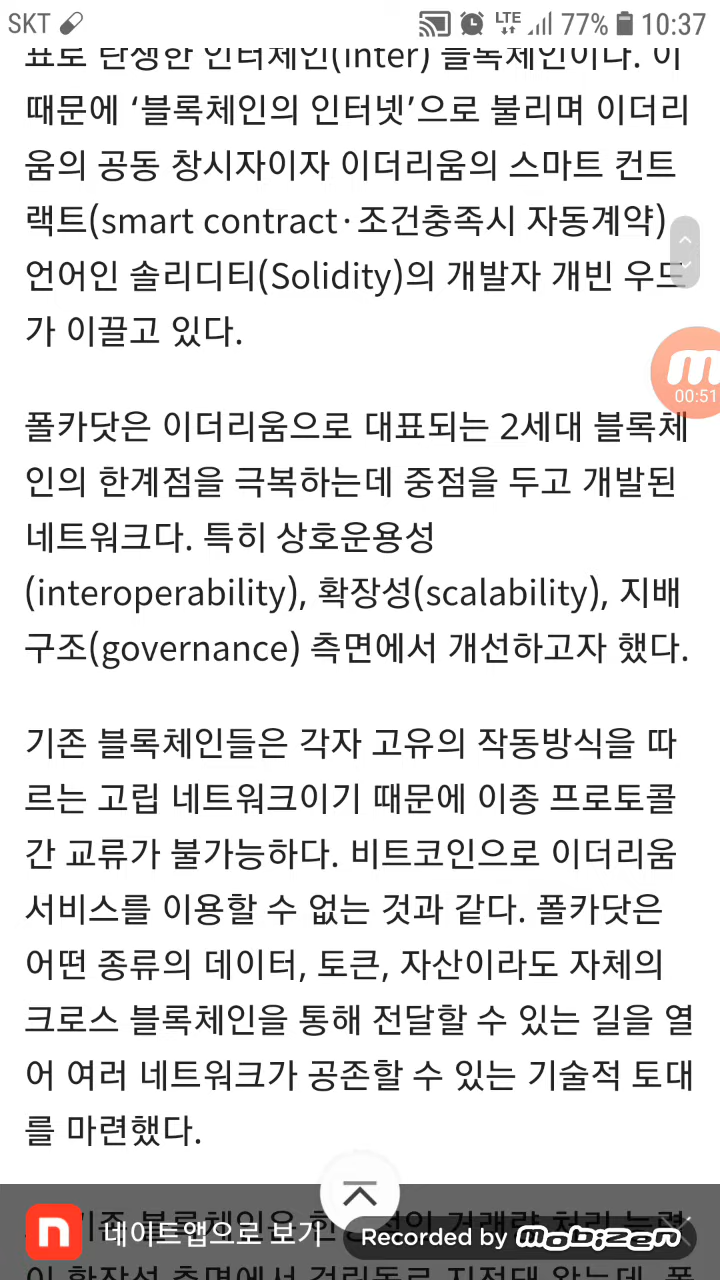 SKT LTE 77% 10:37
표로 탄생한 인터체인(inter) 블록체인이다. 이
때문에 ‘블록체인의 인터넷’으로 불리며 이더리
움의 공동 창시자이자 이더리움의 스마트 컨트
랙트(smart contract·조건충족시 자동계약)
언어인 솔리디티(Solidity)의 개발자 개빈 우드
가 이끌고 있다.
00:51
폴카닷은 이더리움으로 대표되는 2세대 블록체
인의 한계점을 극복하는데 중점을 두고 개발된
네트워크다. 특히 상호운용성
(interoperability), 확장성(scalability), 지배
구조(governance) 측면에서 개선하고자 했다.
기존 블록체인들은 각자 고유의 작동방식을 따
르는 고립 네트워크이기 때문에 이종 프로토콜
간 교류가 불가능하다. 비트코인으로 이더리움
서비스를 이용할 수 없는 것과 같다. 폴카닷은
어떤 종류의 데이터, 토큰, 자산이라도 자체의
크로스 블록체인을 통해 전달할 수 있는 길을 열
어 여러 네트워크가 공존할 수 있는 기술적 토대
를 마련했다.
기존 블록체인은
네이트앱으로 보기
Recorded by mobizen